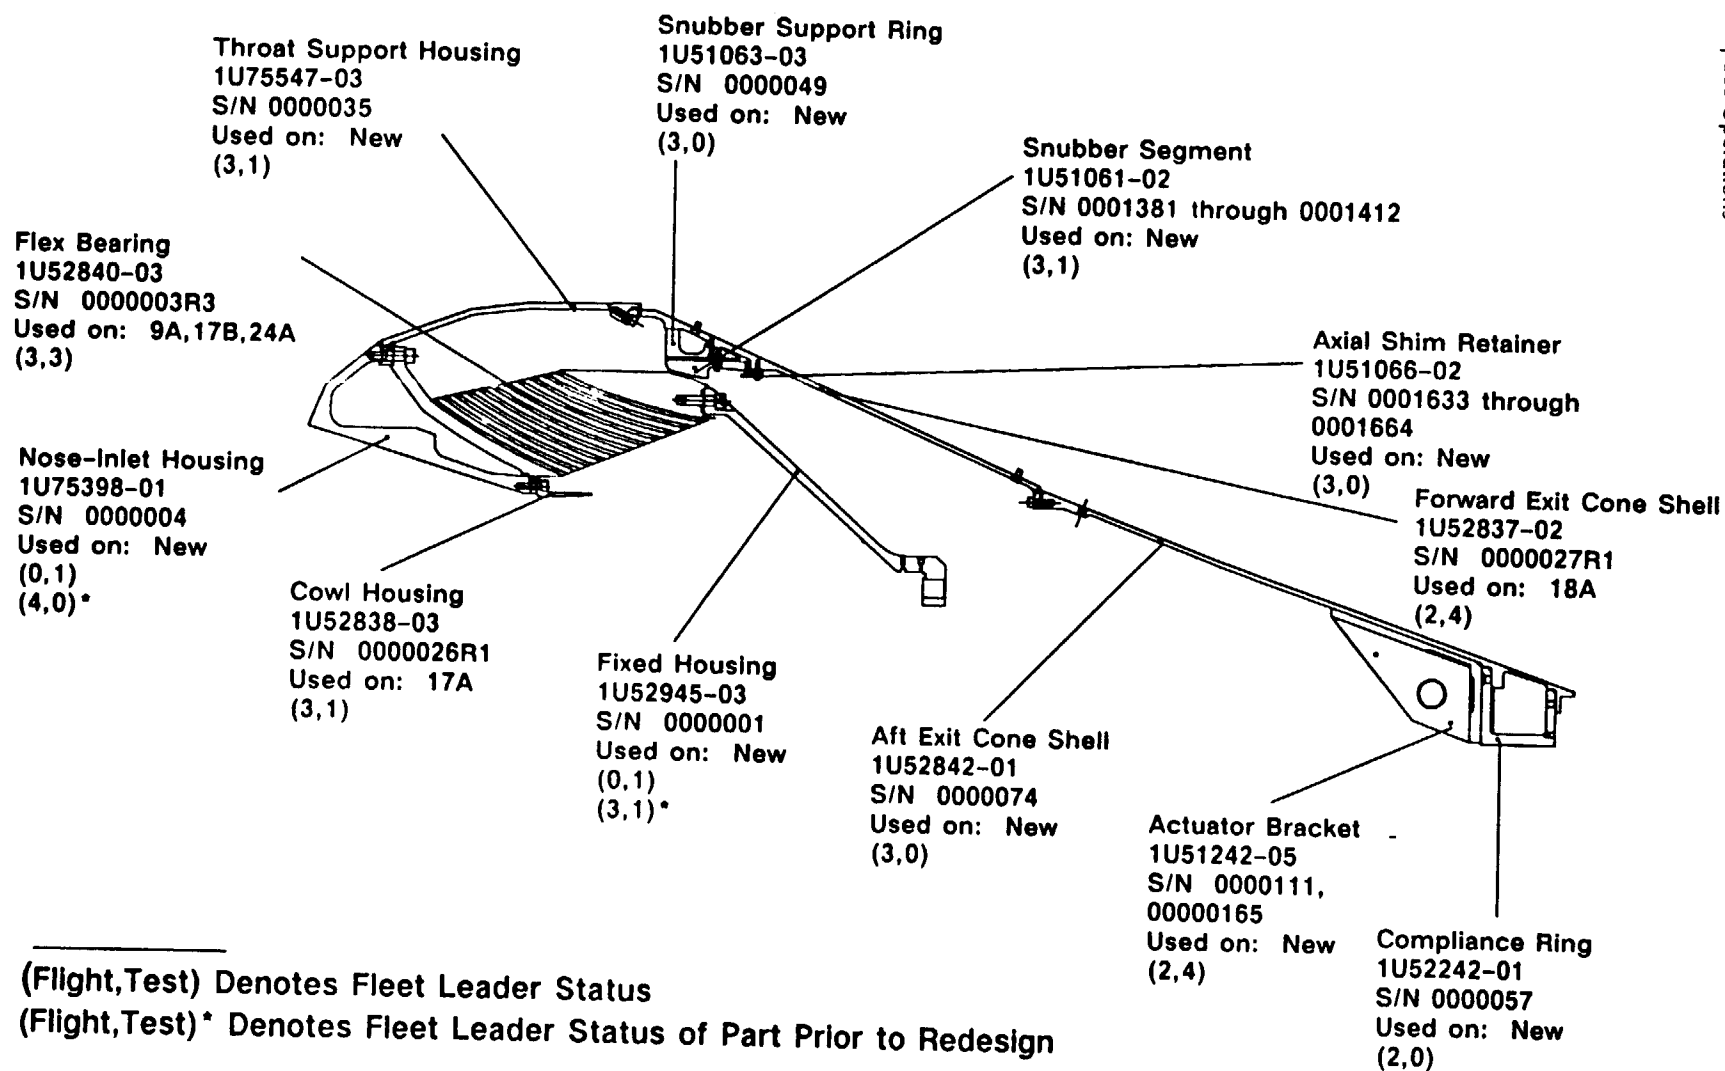 Throat Support Housing
1U75547-03
S/N 0000035
Used on: New
(3,1)
Snubber Support Ring
1U51063-03
S/N 0000049
Used on: New
(3,0)
Snubber Segment
1U51061-02
S/N 0001381 through 0001412
Used on: New
(3,1)
Flex Bearing
1U52840-03
S/N 0000003R3
Used on: 9A,17B,24A
(3,3)
Axial Shim Retainer
1U51066-02
S/N 0001633 through
0001664
Used on: New
(3,0)
Nose-Inlet Housing
1U75398-01
S/N 0000004
Used on: New
(0,1)
(4,0)*
Forward Exit Cone Shell
1U52837-02
S/N 0000027R1
Used on: 18A
(2,4)
Cowl Housing
1U52838-03
S/N 0000026R1
Used on: 17A
(3,1)
Fixed Housing
1U52945-03
S/N 0000001
Used on: New
(0,1)
(3,1)*
Aft Exit Cone Shell
1U52842-01
S/N 0000074
Used on: New
(3,0)
Actuator Bracket
1U51242-05
S/N 0000111,
00000165
Used on: New
(2,4)
Compliance Ring
1U52242-01
S/N 0000057
Used on: New
(2,0)
(Flight,Test) Denotes Fleet Leader Status
(Flight,Test)* Denotes Fleet Leader Status of Part Prior to Redesign